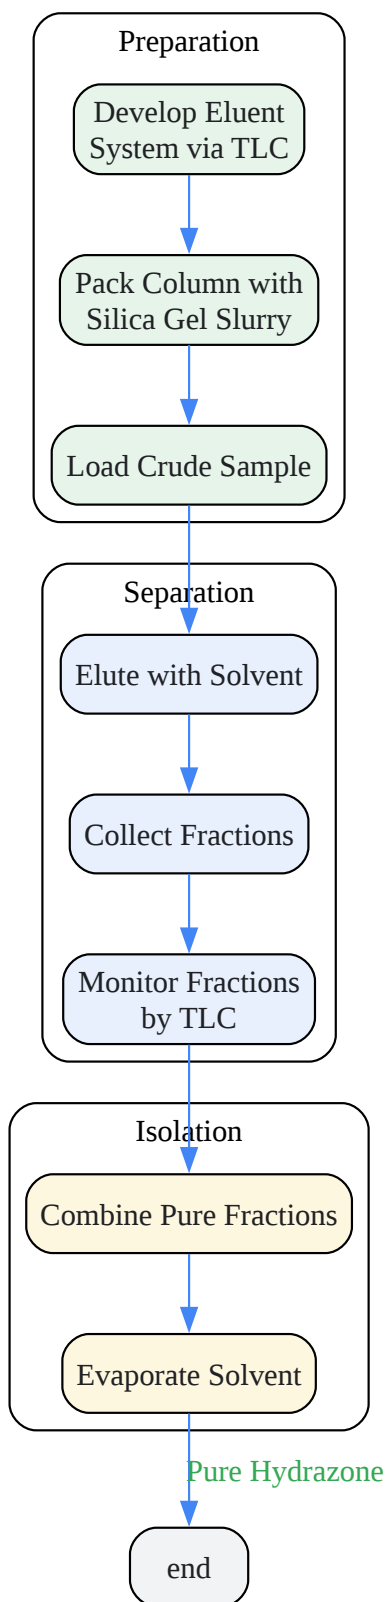 Preparation
Develop Eluent
System via TLC
Pack Column with
Silica Gel Slurry
Load Crude Sample
Separation
Elute with Solvent
Collect Fractions
Monitor Fractions
by TLC
Isolation
Combine Pure Fractions
Evaporate Solvent
Pure Hydrazone
end